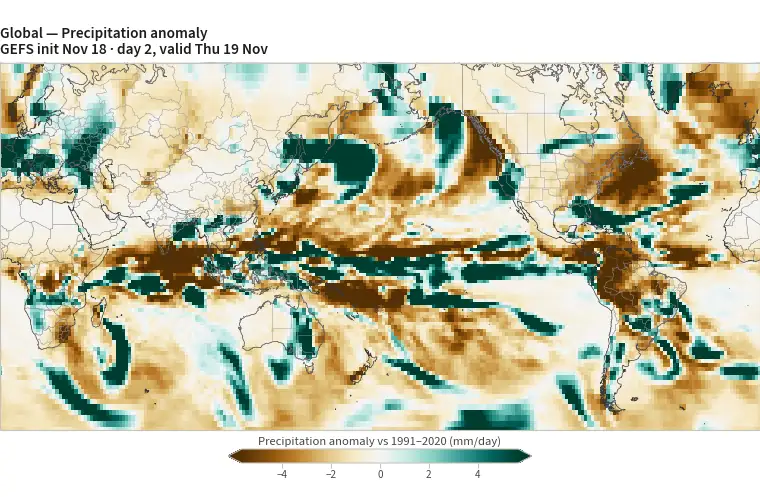 Global — Precipitation anomaly
GEFS init Nov 18 · day 2, valid Thu 19 Nov
Precipitation anomaly vs 1991–2020 (mm/day)
−4 −2 0 2 4